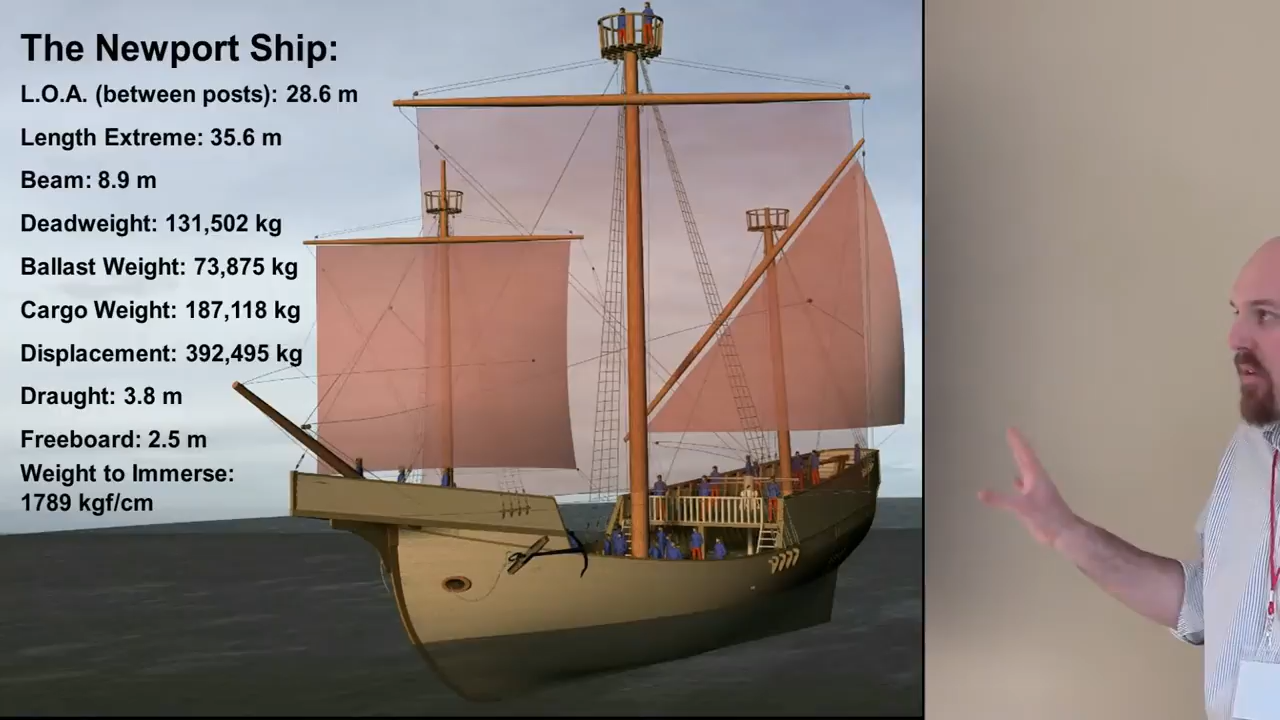 The Newport Ship:
L.O.A. (between posts): 28.6 m
Length Extreme: 35.6 m
Beam: 8.9 m
Deadweight: 131,502 kg
Ballast Weight: 73,875 kg
Cargo Weight: 187,118 kg
Displacement: 392,495 kg
Draught: 3.8 m
Freeboard: 2.5 m
Weight to Immerse:
1789 kgf/cm